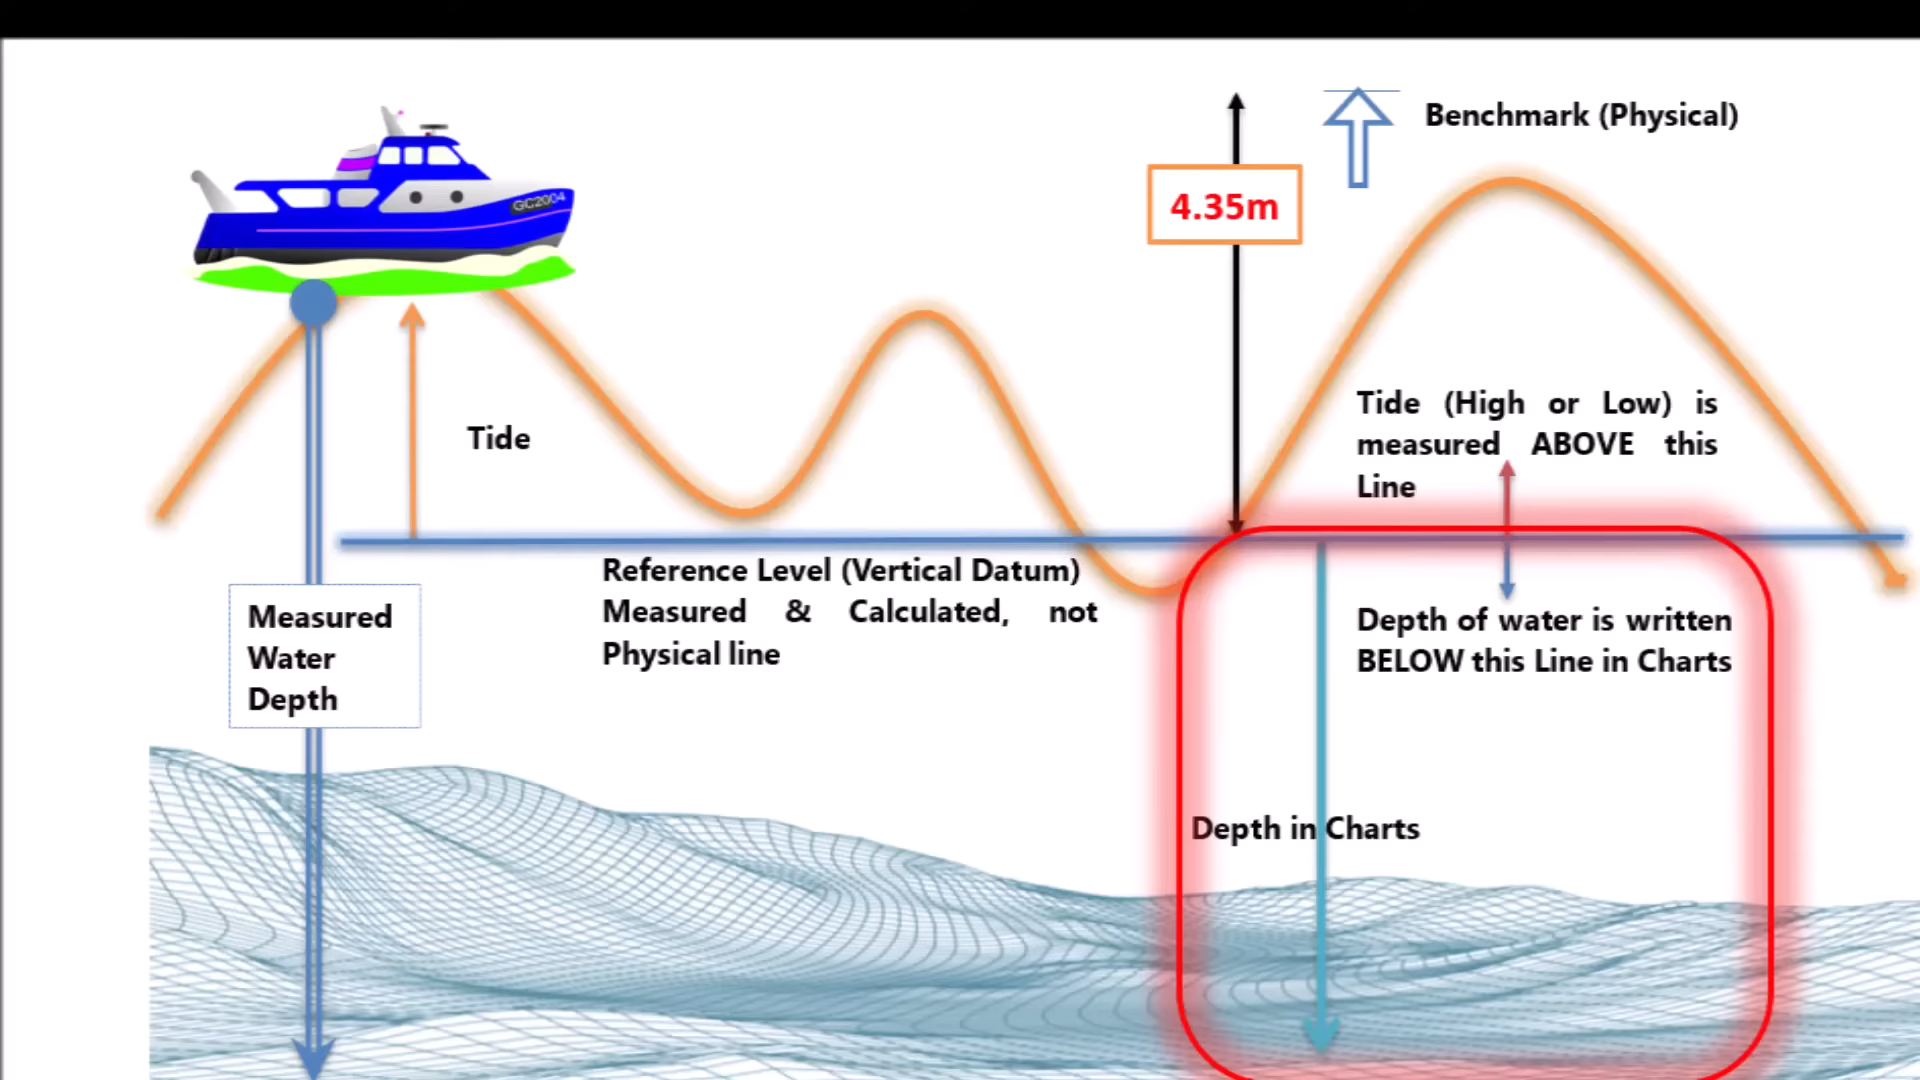 Benchmark (Physical)
GC2004
4.35m
Tide (High or Low) is
measured ABOVE this
Line
Tide
Reference Level (Vertical Datum)
Measured & Calculated, not
Physical line
Measured
Water
Depth
Depth of water is written
BELOW this Line in Charts
Depth in Charts